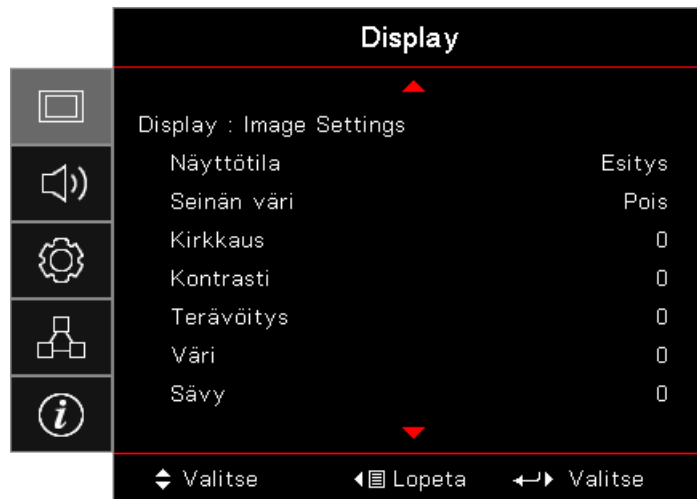 Display
Display : Image Settings
Näyttötila Esitys
Seinän väri Pois
Kirkkaus 0
Kontrasti 0
Terävöitys 0
Väri 0
Sävy 0
Valitse Lopeta Valitse